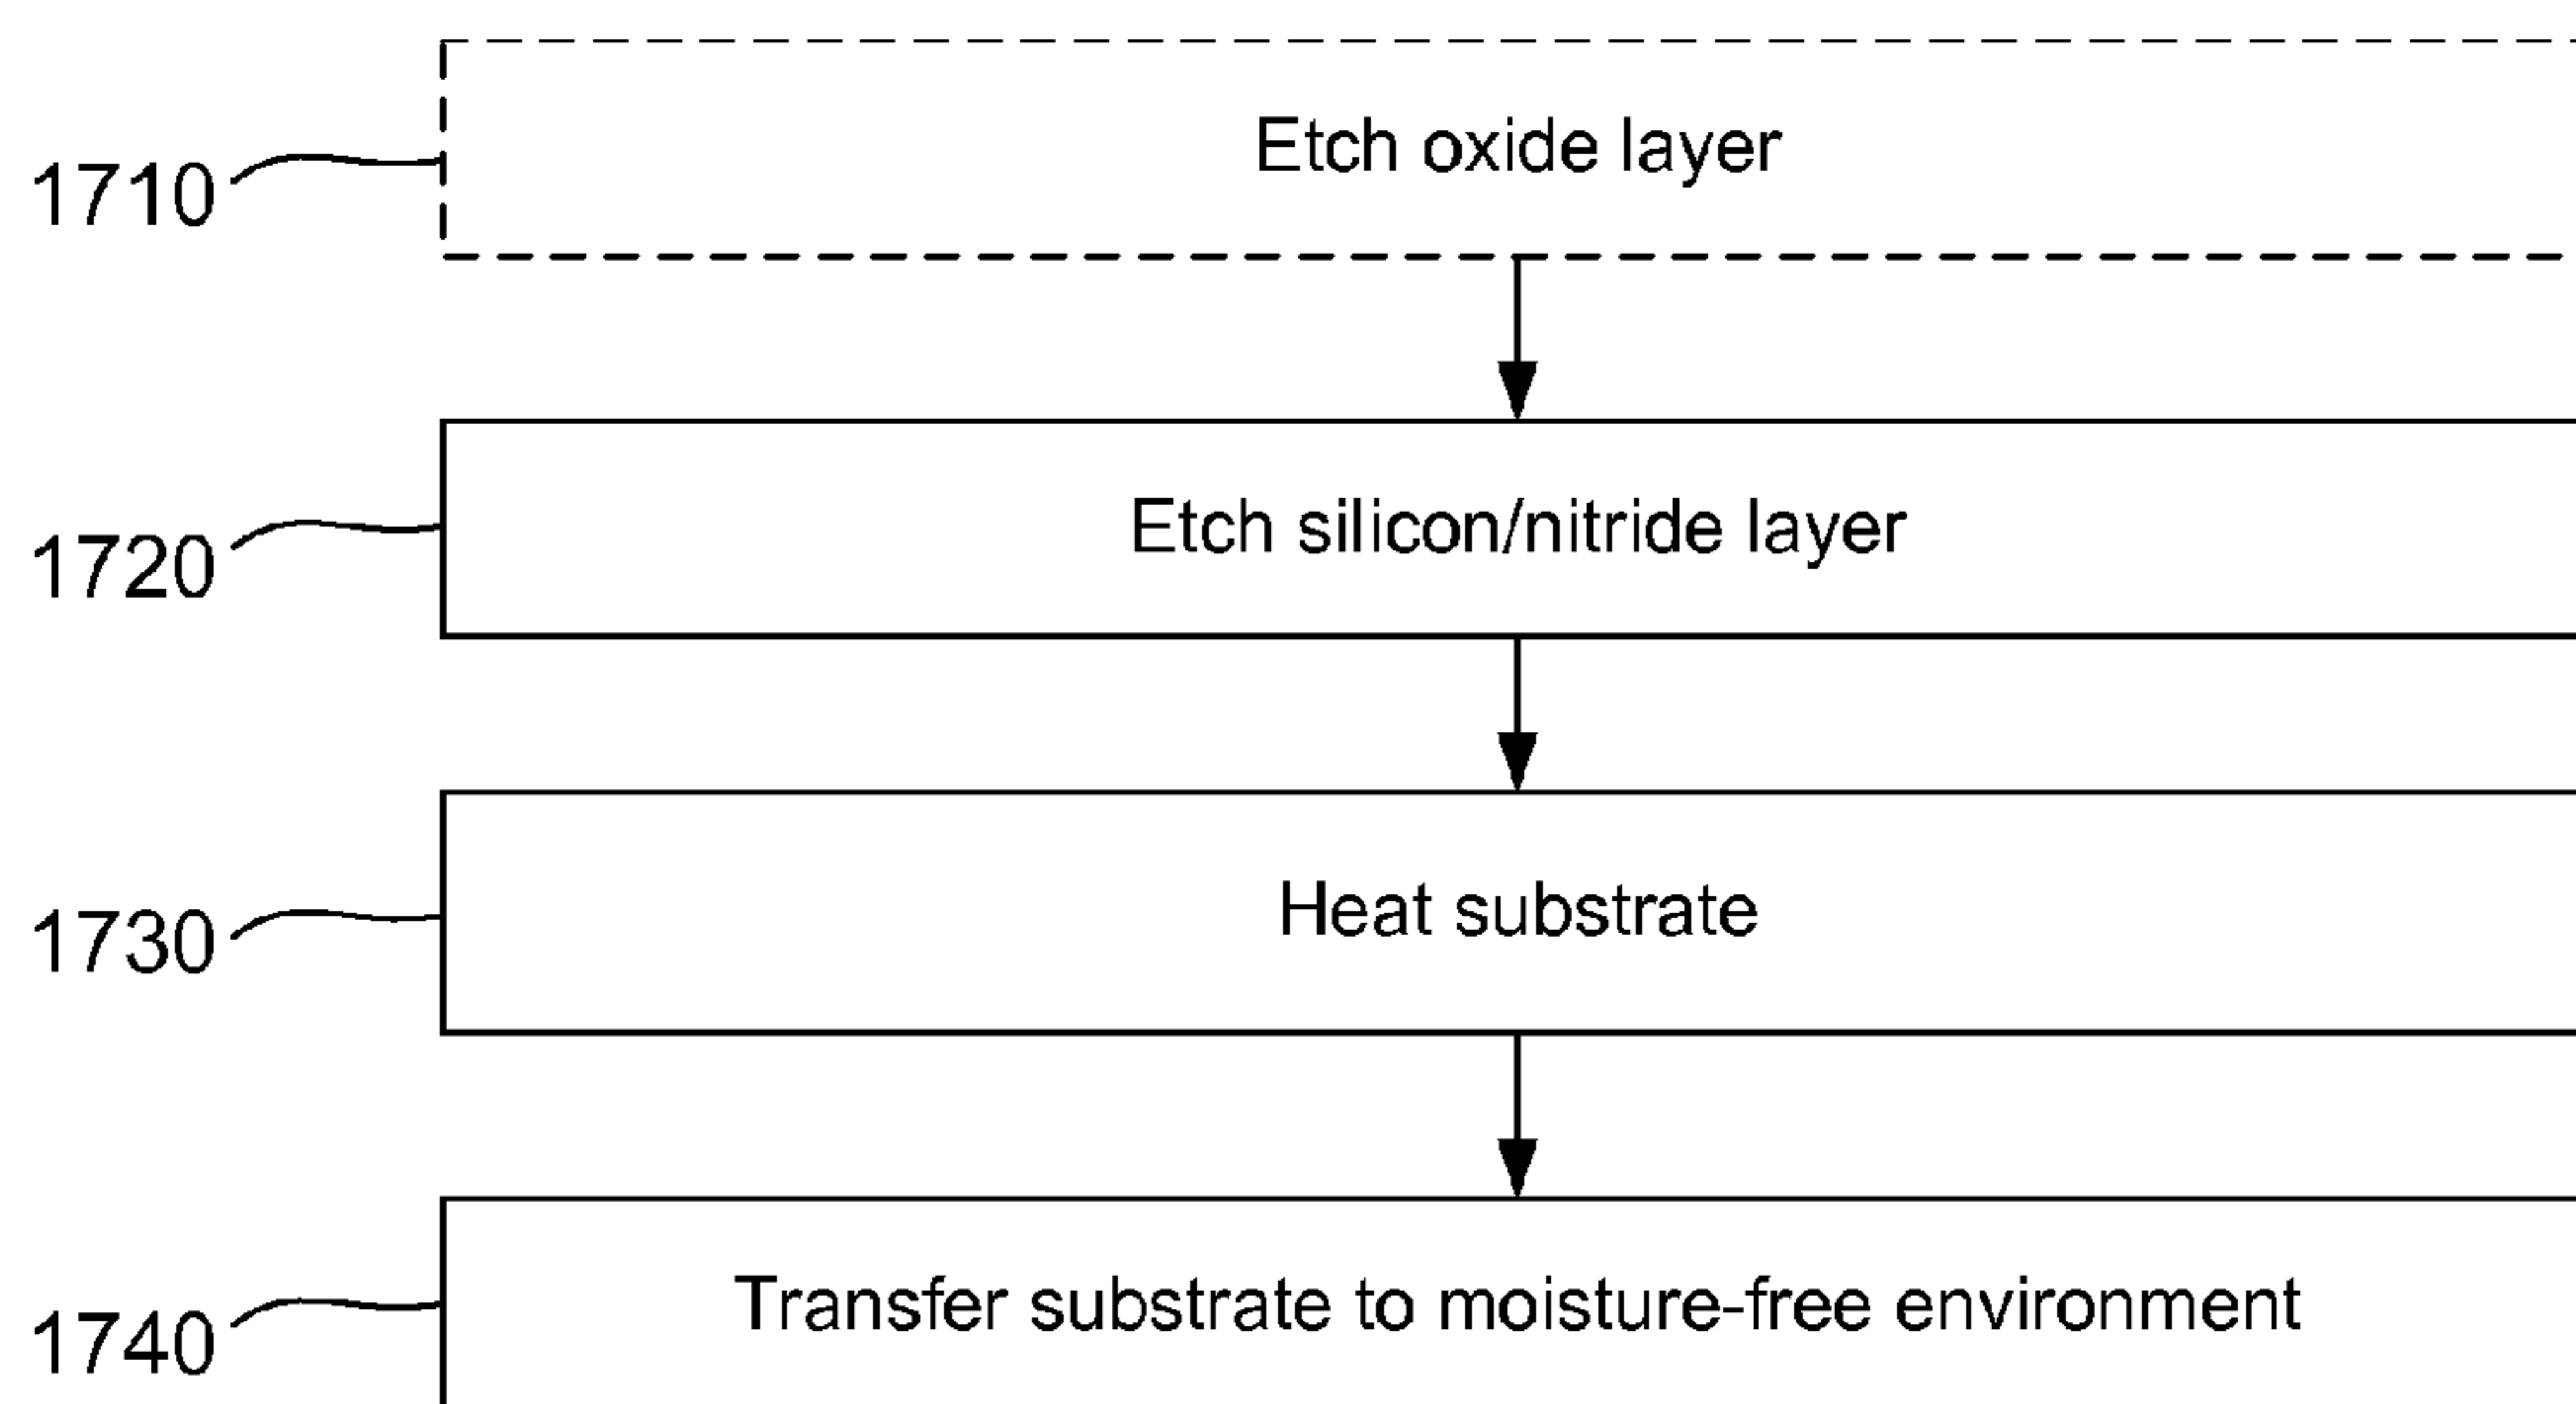 1710
Etch oxide layer
1720
Etch silicon/nitride layer
1730
Heat substrate
1740
Transfer substrate to moisture-free environment